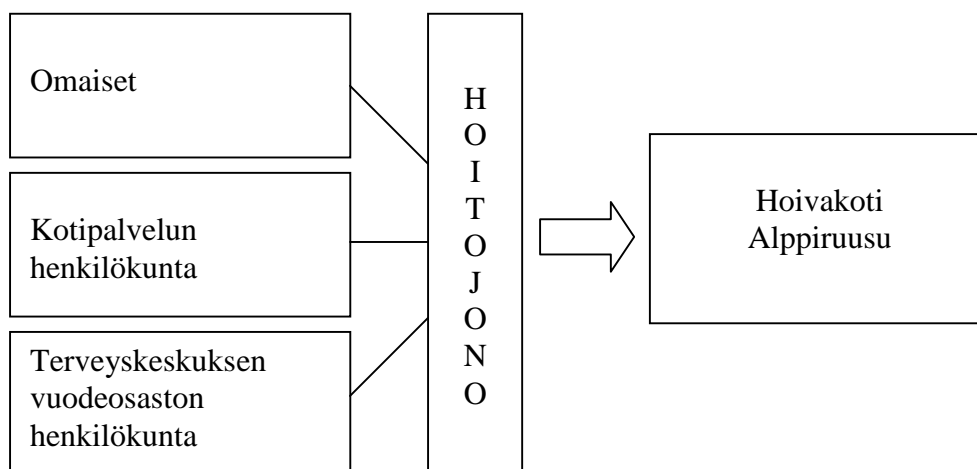 Omaiset
Kotipalvelun
henkilökunta
Terveyskeskuksen
vuodeosaston
henkilökunta
H
O
I
T
O
J
O
N
O
Hoivakoti
Alppiruusu